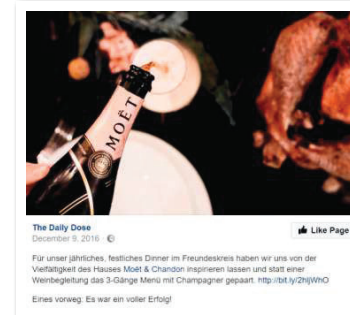 MOËT
The Daily Dose
December 9, 2016 ·
Like Page
Für unser jährliches, festliches Dinner im Freundeskreis haben wir uns von der
Vielfältigkeit des Hauses Moët & Chandon inspirieren lassen und statt einer
Weinbegleitung das 3-Gänge Menü mit Champagner gepaart. http://bit.ly/2hljWhO
Eines vorweg: Es war ein voller Erfolg!